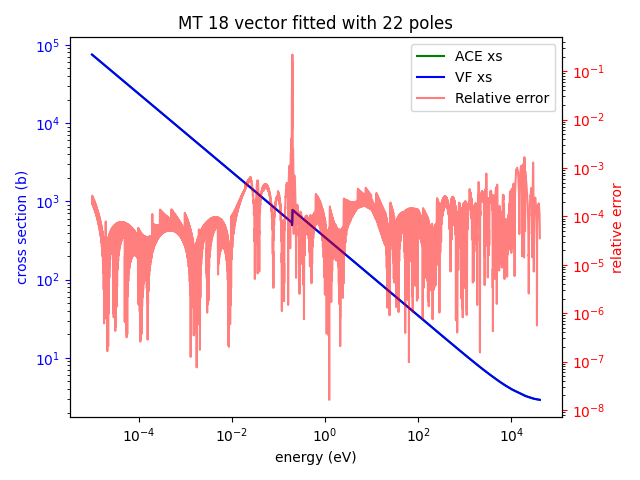 MT 18 vector fitted with 22 poles
ACE xs
VF xs
Relative error
cross section (b)
10^5
10^4
10^3
10^2
10^1
relative error
10^-1
10^-2
10^-3
10^-4
10^-5
10^-6
10^-7
10^-8
10^-4
10^-2
10^0
10^2
10^4
energy (eV)